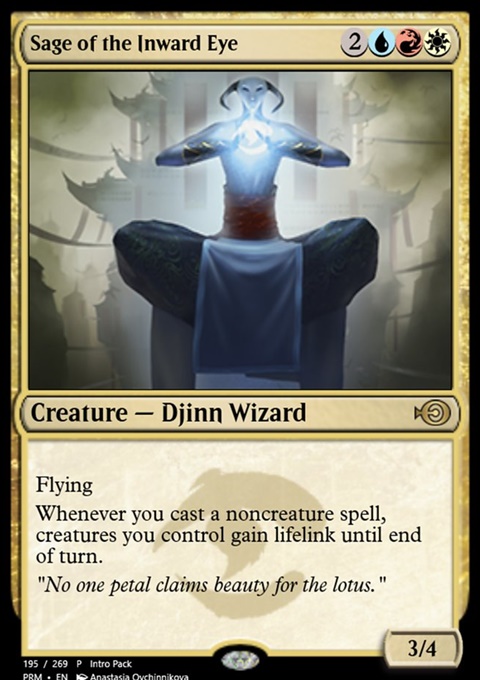 Sage of the Inward Eye 2
Creature — Djinn Wizard
Flying
Whenever you cast a noncreature spell,
creatures you control gain lifelink until end
of turn.
"No one petal claims beauty for the lotus."
3/4
195 / 269 P Intro Pack
PRM • EN Anastasia Ovchinnikova